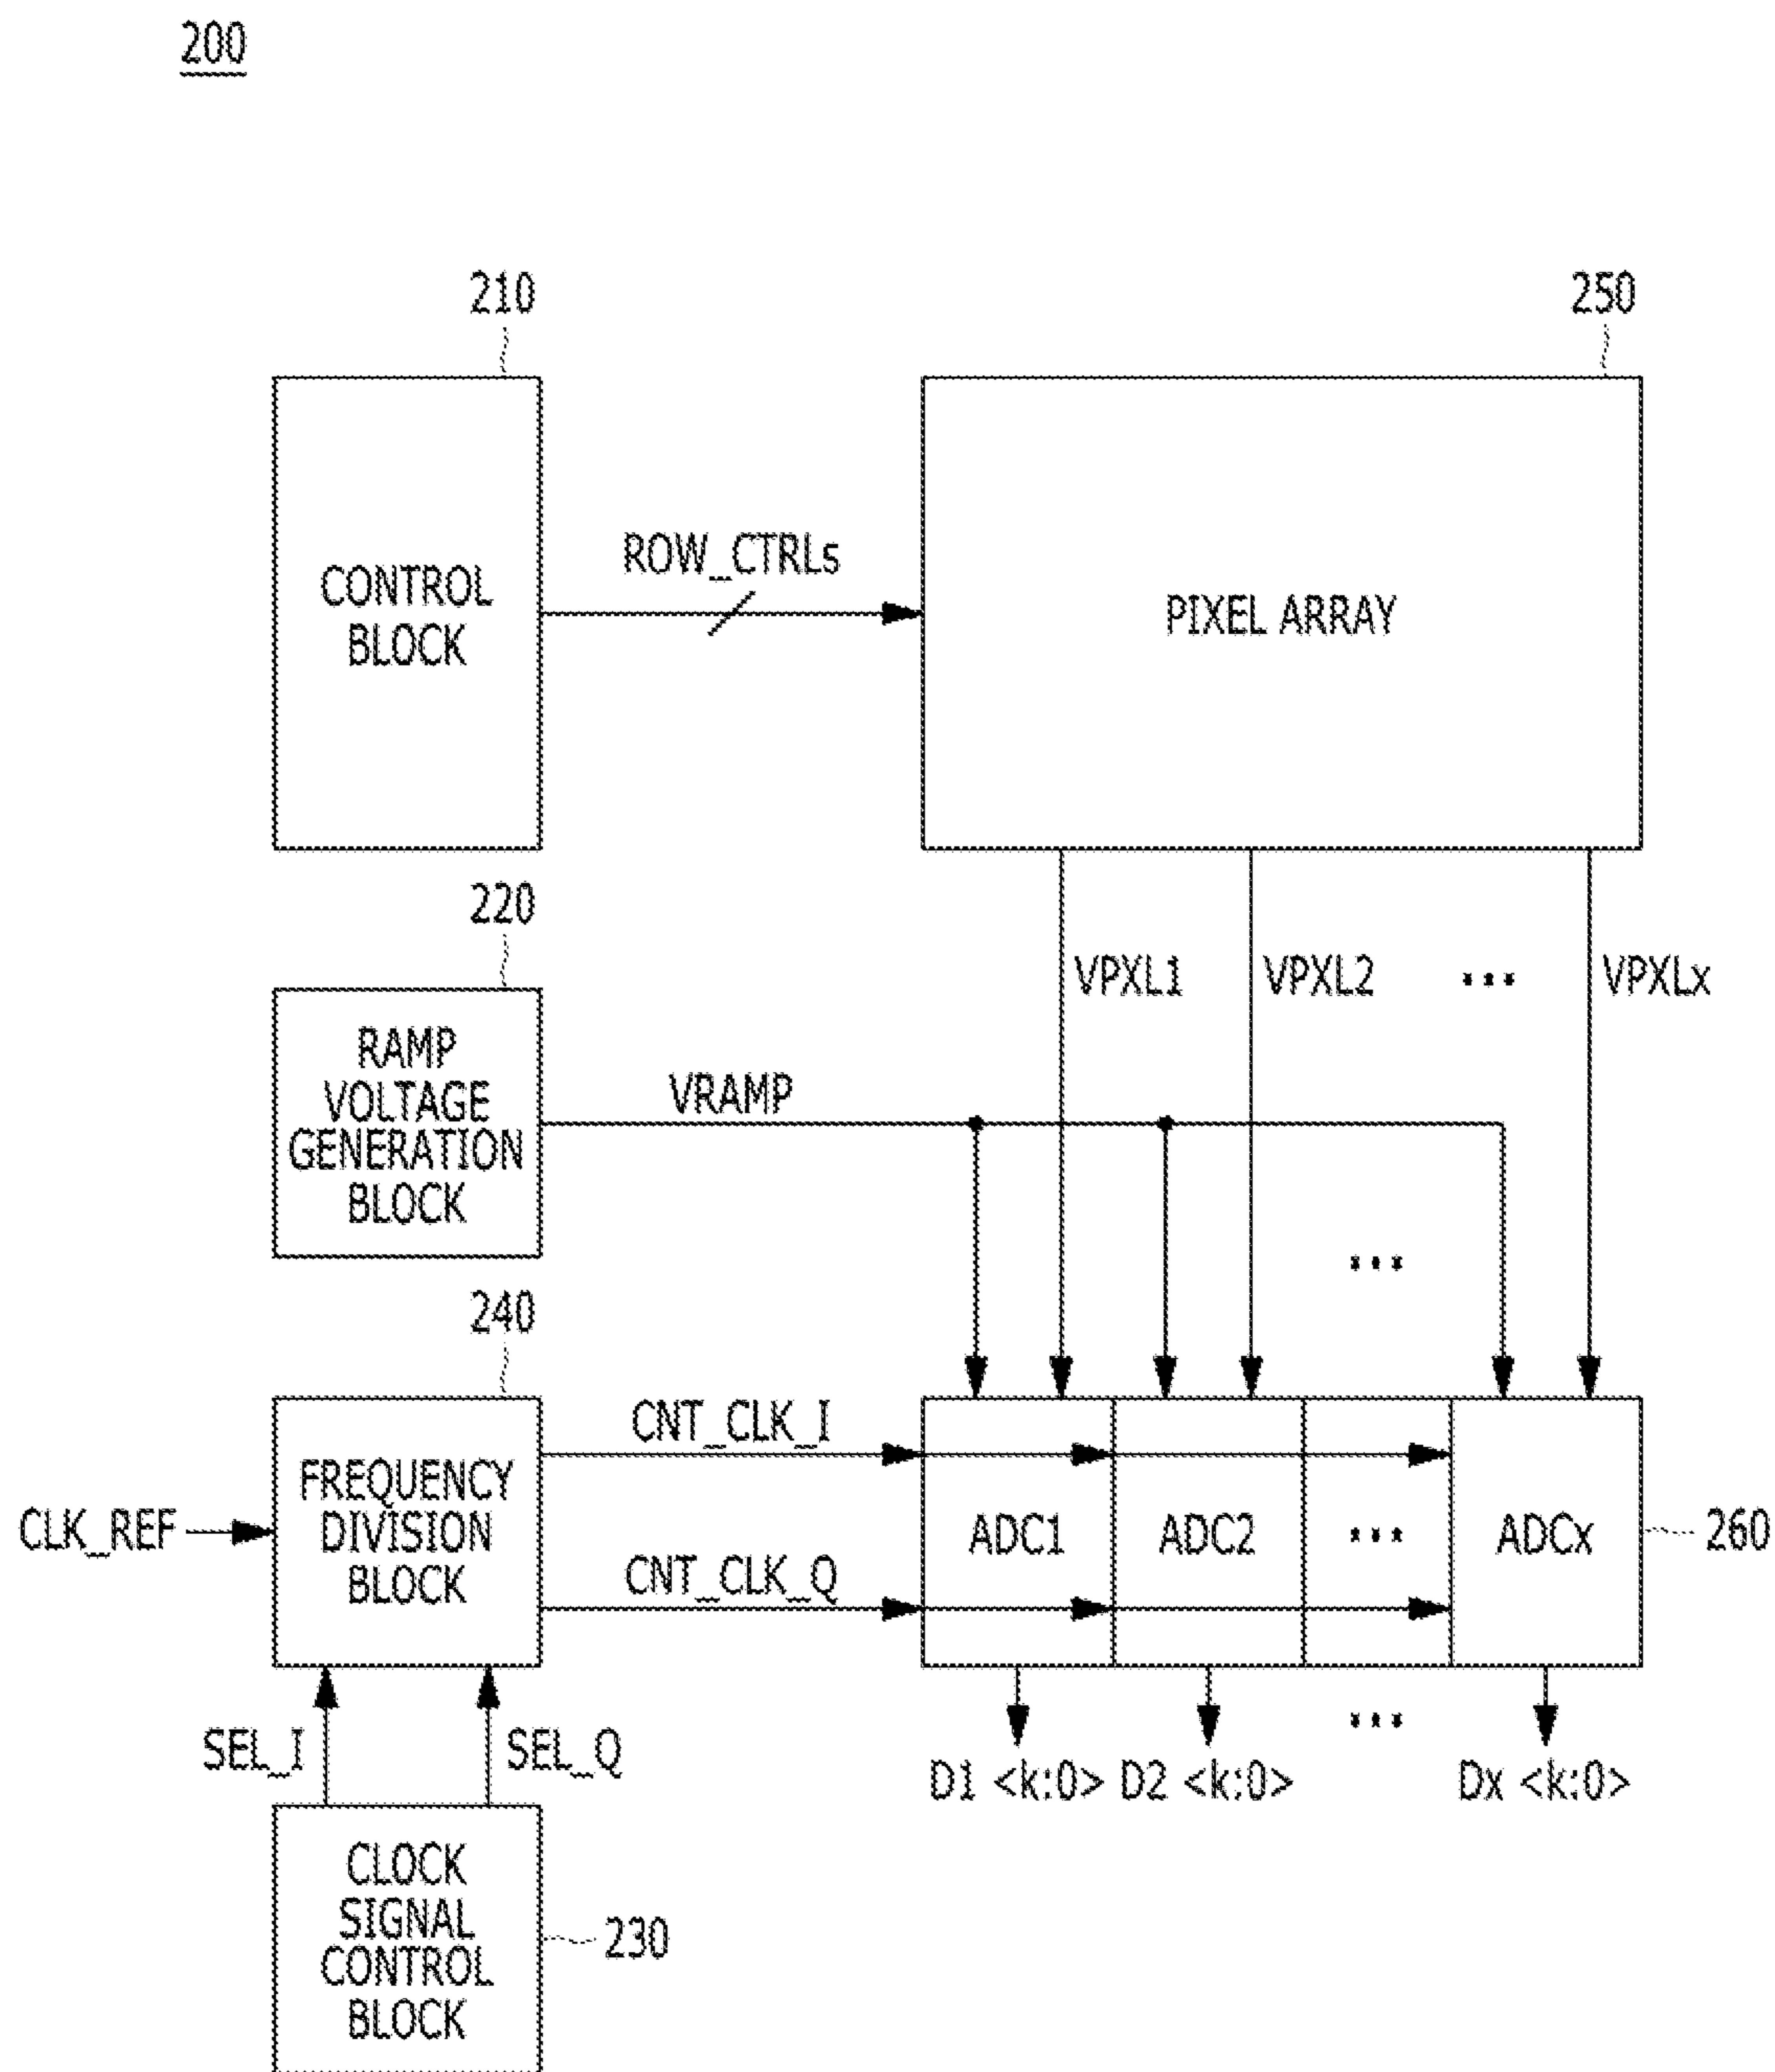 200
210
250
CONTROL
BLOCK
ROW_CTRLs
PIXEL ARRAY
220
VPXL1
VPXL2
...
VPXLx
RAMP
VOLTAGE
GENERATION
BLOCK
VRAMP
...
240
FREQUENCY
DIVISION
BLOCK
CLK_REF
CNT_CLK_I
CNT_CLK_Q
ADC1
ADC2
...
ADCx
260
SEL_I
SEL_Q
...
D1 <k:0>
D2 <k:0>
Dx <k:0>
CLOCK
SIGNAL
CONTROL
BLOCK
230